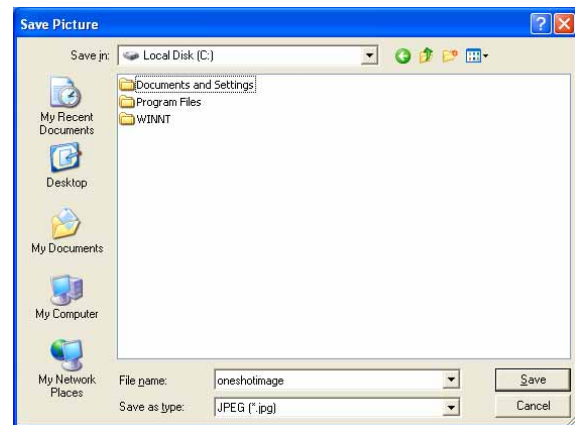 Save Picture
Save in: Local Disk (C:)
Documents and Settings
Program Files
WINNT
My Recent
Documents
Desktop
My Documents
My Computer
My Network
Places
File name: oneshotimage Save
Save as type: JPEG (*.jpg) Cancel